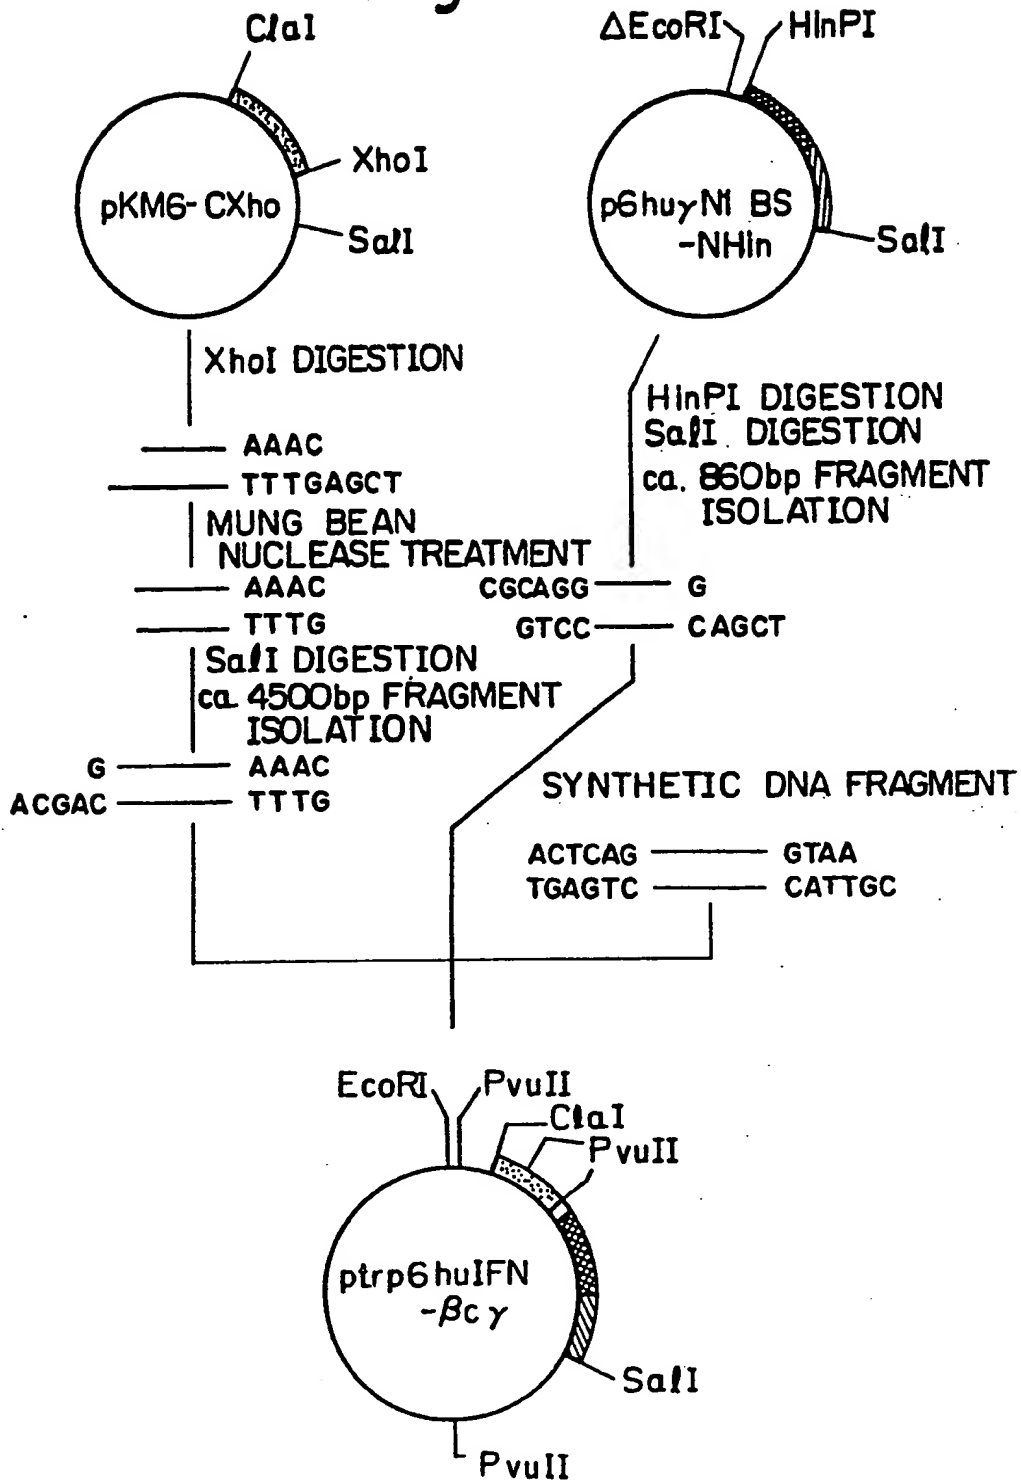 ClaI
XhoI
pKM6-CXho
SalI
ΔEcoRI
HinPI
p6huγN1 BS
-NHin
SalI
XhoI DIGESTION
AAAC
TTTGAGCT
MUNG BEAN
NUCLEASE TREATMENT
AAAC
TTTG
SalI DIGESTION
ca. 4500bp FRAGMENT
ISOLATION
G AAAC
ACGAC TTTG
HinPI DIGESTION
SalI DIGESTION
ca. 860bp FRAGMENT
ISOLATION
CGCAGG G
GTCC CAGCT
SYNTHETIC DNA FRAGMENT
ACTCAG GTAA
TGAGTC CATTGC
EcoRI
PvuII
ClaI
PvuII
ptrp6huIFN
-βcγ
SalI
PvuII